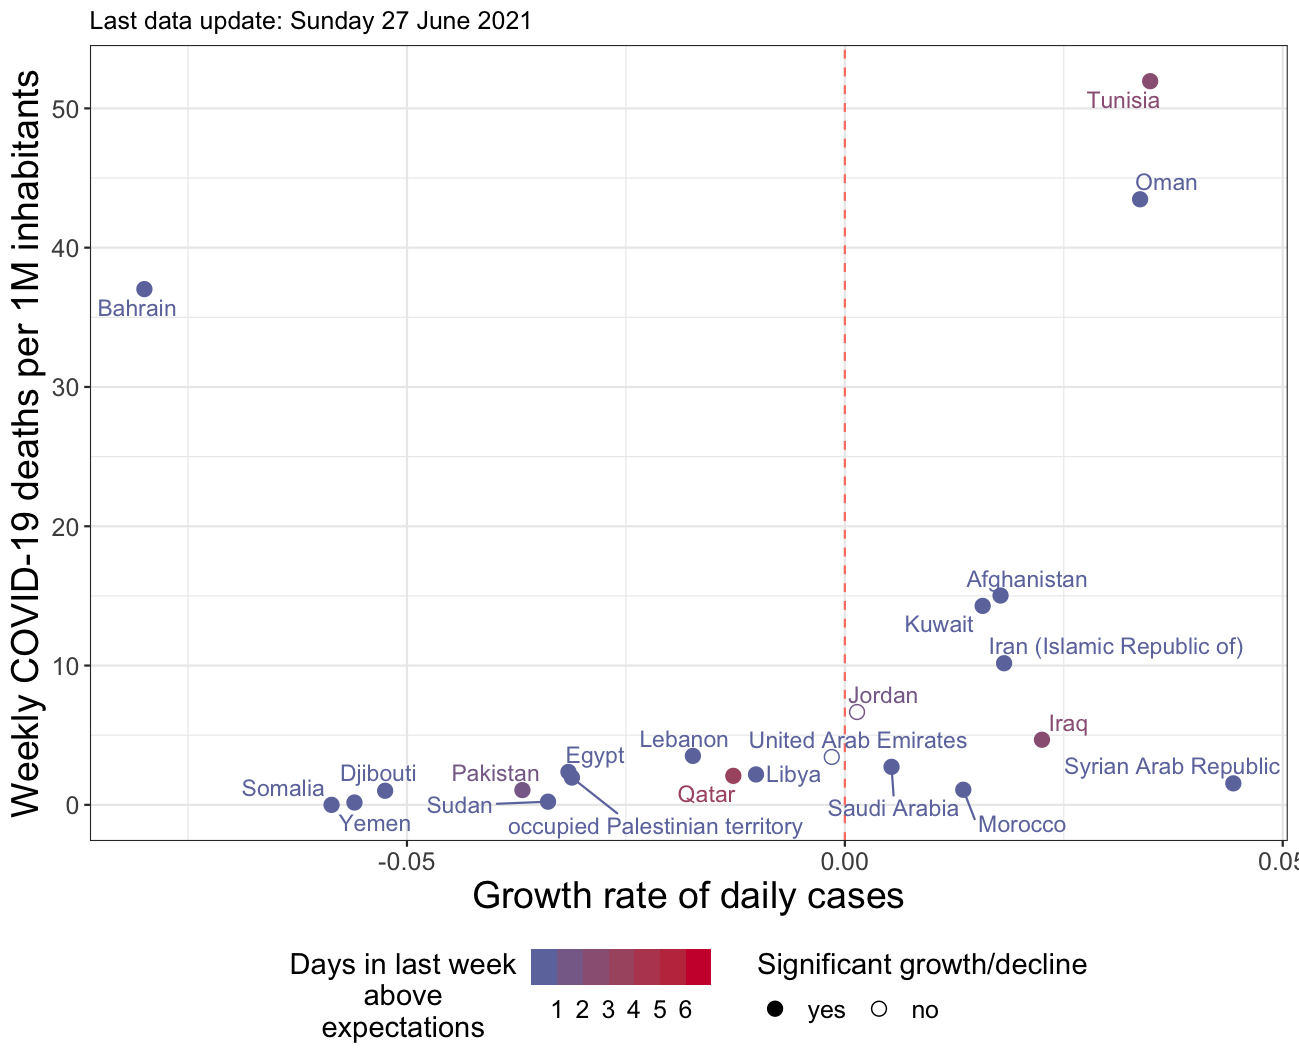 Last data update: Sunday 27 June 2021
Weekly COVID-19 deaths per 1M inhabitants
50
40
30
20
10
0
Tunisia
Oman
Bahrain
Afghanistan
Kuwait
Iran (Islamic Republic of)
Jordan
Iraq
Lebanon
United Arab Emirates
Egypt
Syrian Arab Republic
Djibouti
Pakistan
Libya
Somalia
Qatar
Sudan
Saudi Arabia
Yemen
occupied Palestinian territory
Morocco
-0.05
0.00
0.05
Growth rate of daily cases
Days in last week
above
expectations
1 2 3 4 5 6
Significant growth/decline
yes
no